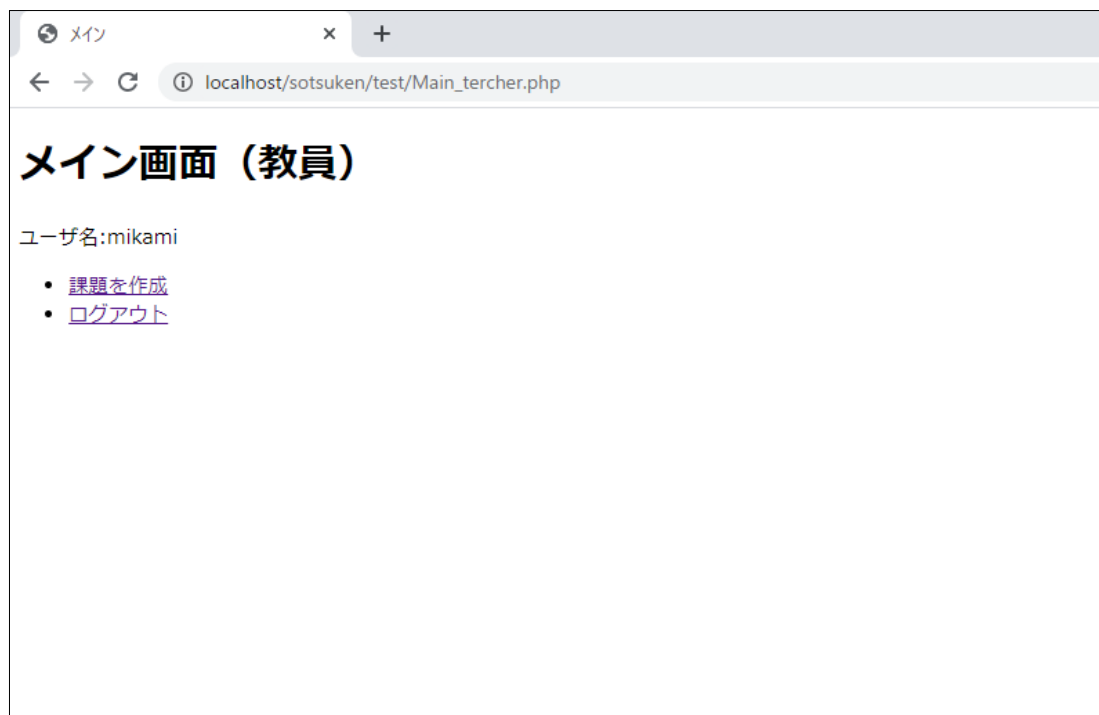 メイン
localhost/sotsuken/test/Main_tercher.php
メイン画面（教員）
ユーザ名:mikami
課題を作成
ログアウト